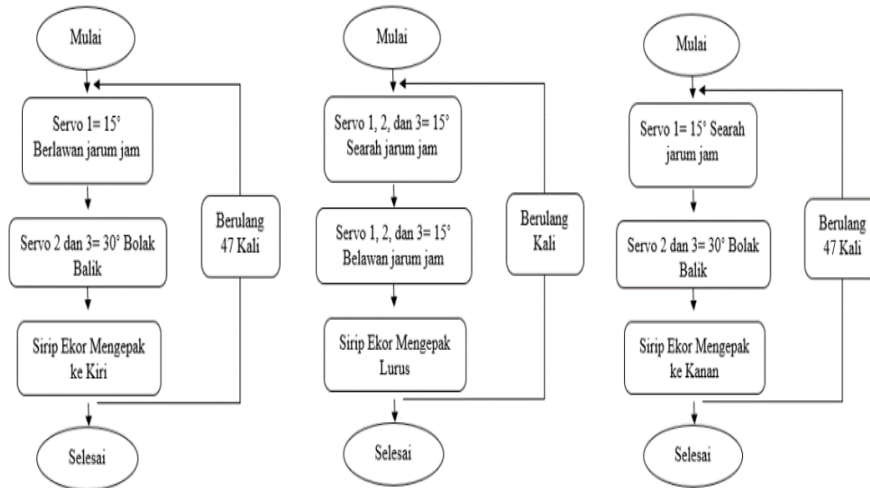 Mulai
Servo 1= 15°
Berlawan jarum jam
Servo 2 dan 3= 30° Bolak
Balik
Sirip Ekor Mengepak
ke Kiri
Selesai
Berulang
47 Kali
Mulai
Servo 1, 2, dan 3= 15°
Searah jarum jam
Servo 1, 2, dan 3= 15°
Belawan jarum jam
Sirip Ekor Mengepak
Lurus
Selesai
Berulang
Kali
Mulai
Servo 1= 15° Searah
jarum jam
Servo 2 dan 3= 30° Bolak
Balik
Sirip Ekor Mengepak
ke Kanan
Selesai
Berulang
47 Kali